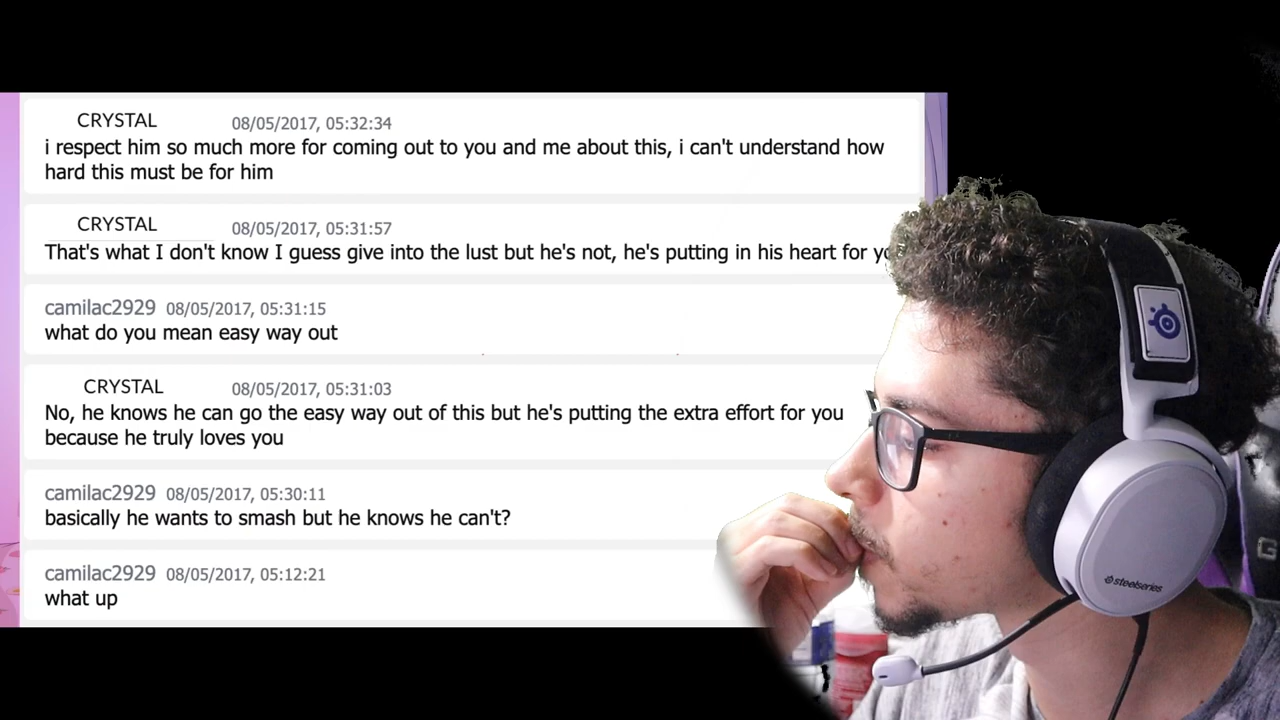 CRYSTAL 08/05/2017, 05:32:34
i respect him so much more for coming out to you and me about this, i can't understand how
hard this must be for him
CRYSTAL 08/05/2017, 05:31:57
That's what I don't know I guess give into the lust but he's not, he's putting in his heart for
camilac2929 08/05/2017, 05:31:15
what do you mean easy way out
CRYSTAL 08/05/2017, 05:31:03
No, he knows he can go the easy way out of this but he's putting the extra effort for you
because he truly loves you
camilac2929 08/05/2017, 05:30:11
basically he wants to smash but he knows he can't?
camilac2929 08/05/2017, 05:12:21
what up
steelseries
G